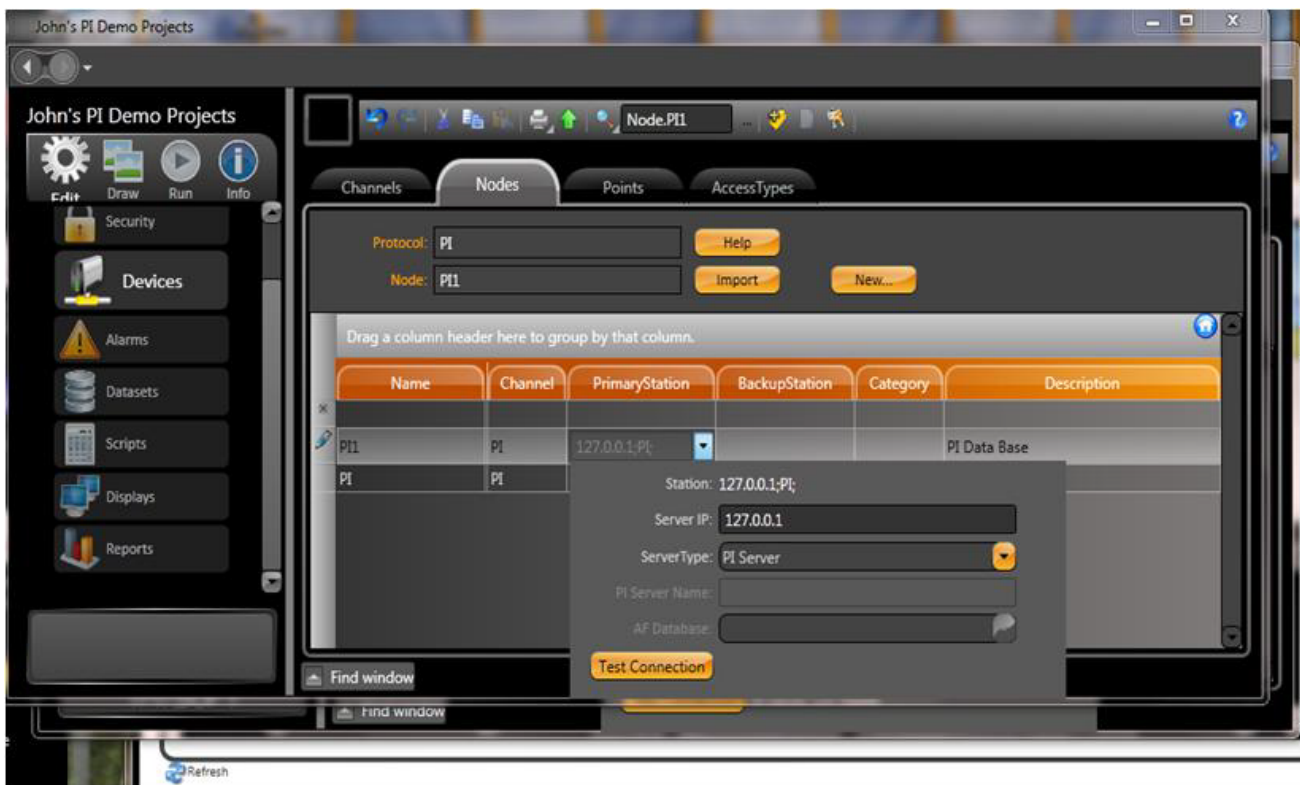 John's PI Demo Projects
John's PI Demo Projects
Edit
Draw
Run
Info
Security
Devices
Alarms
Datasets
Scripts
Displays
Reports
Node.PI1
...
Channels
Nodes
Points
AccessTypes
Protocol: PI
Help
Node: PI1
Import
New...
Drag a column header here to group by that column.
Name Channel PrimaryStation BackupStation Category Description
PI1 PI 127.0.0.1;PI; PI Data Base
PI PI
Station: 127.0.0.1;PI;
Server IP: 127.0.0.1
ServerType: PI Server
PI Server Name:
AF Database:
Test Connection
Find window
Find window
Refresh